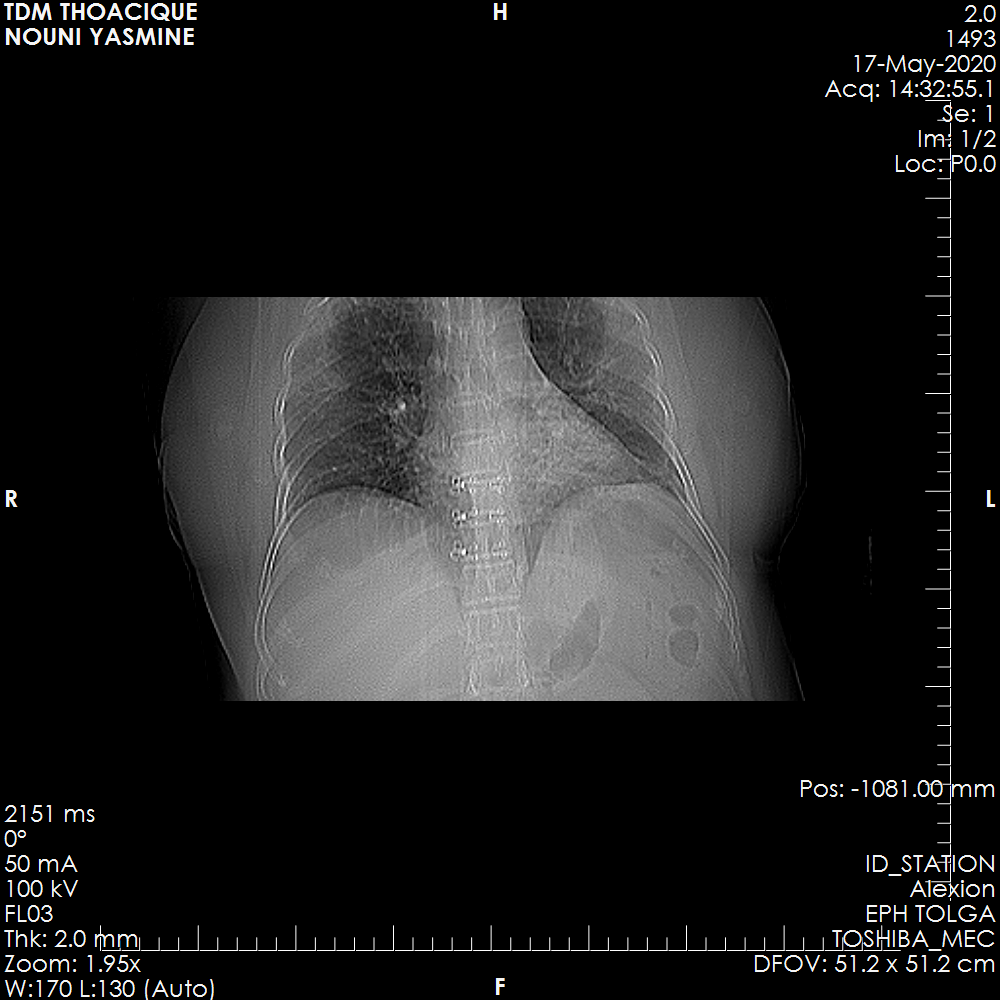 TDM THOACIQUE
NOUNI YASMINE
H
2.0
1493
17-May-2020
Acq: 14:32:55.1
Se: 1
Im: 1/2
Loc: P0.0
R
L
Pos: -1081.00 mm
2151 ms
0°
50 mA
100 kV
FL03
Thk: 2.0 mm
Zoom: 1.95x
W:170 L:130 (Auto)
F
ID_STATION
Alexion
EPH TOLGA
TOSHIBA_MEC
DFOV: 51.2 x 51.2 cm